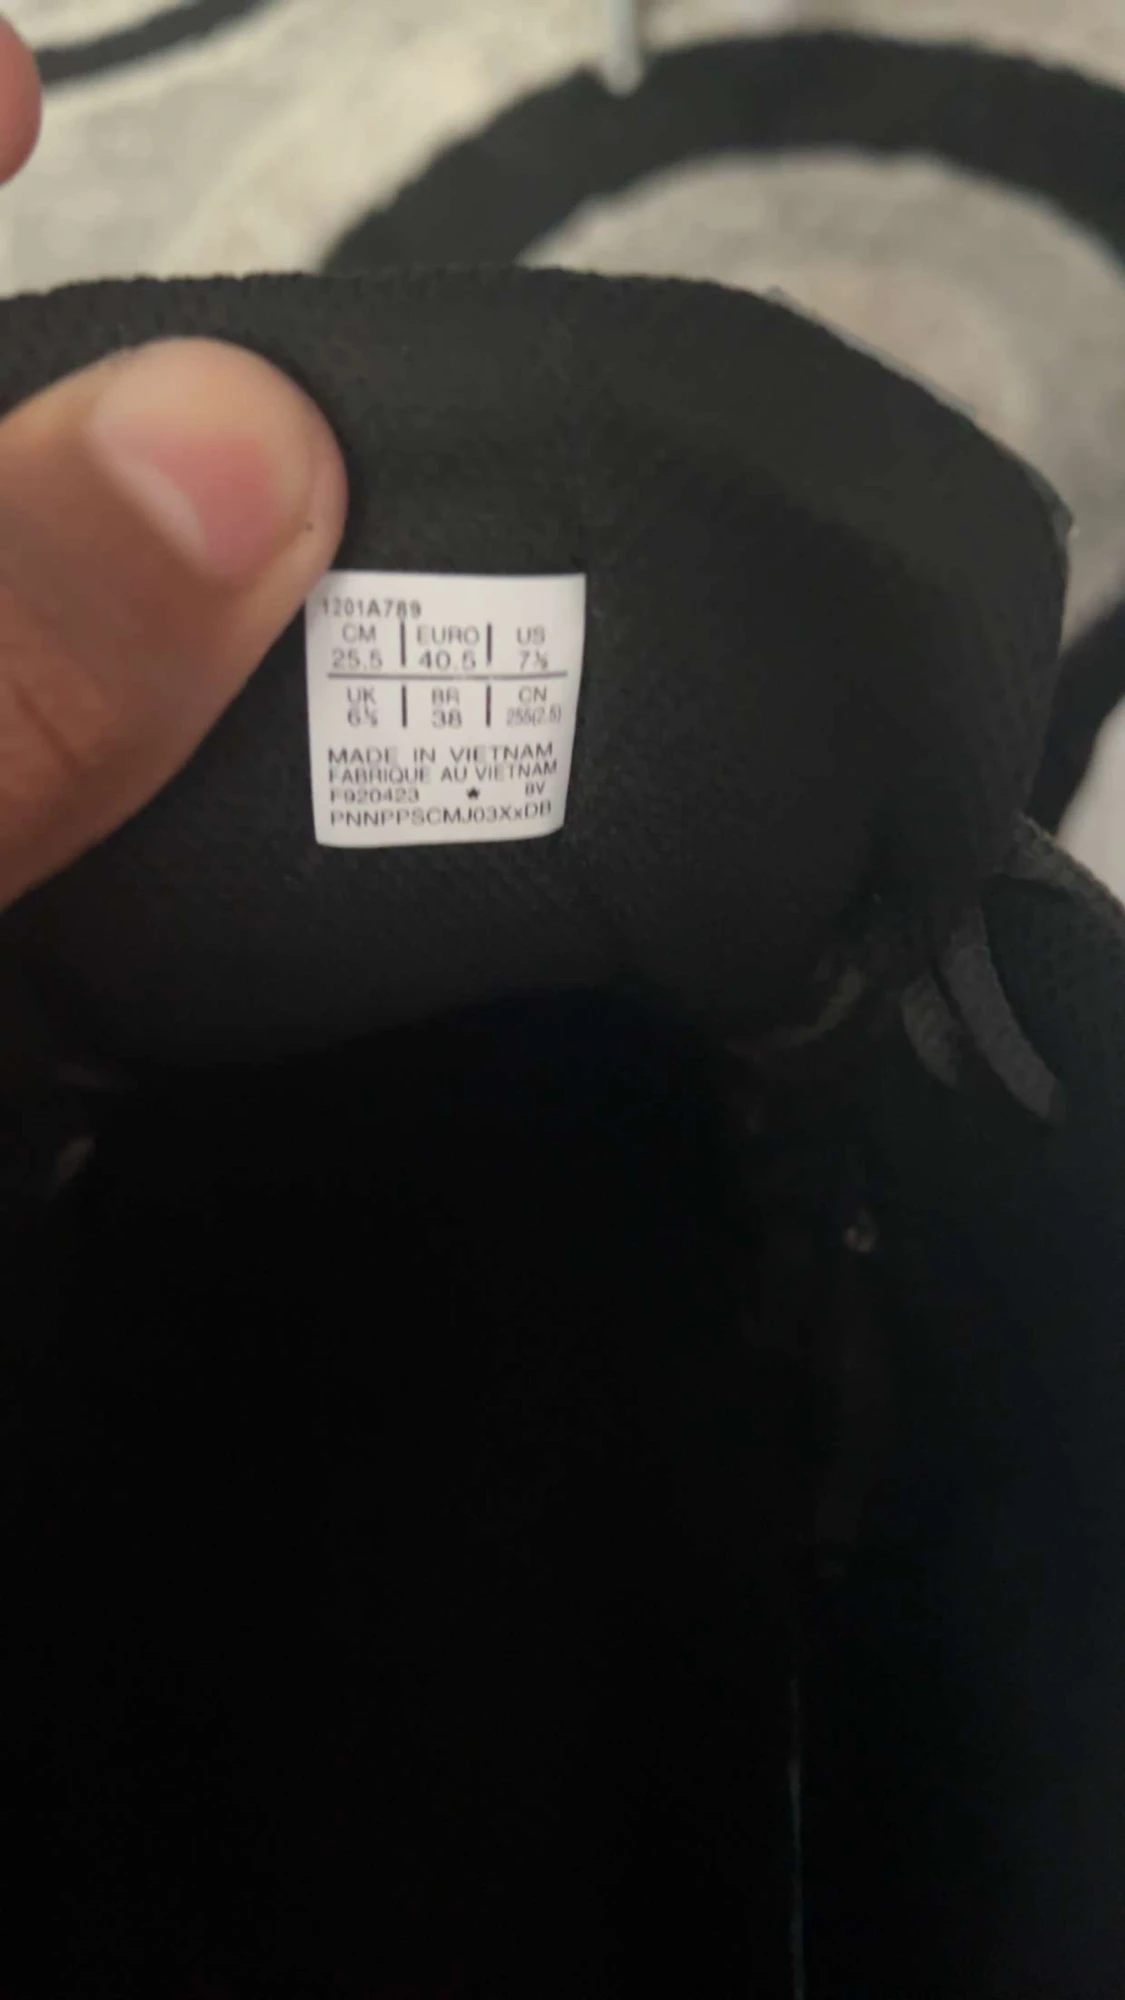 1201A789
CM | EURO | US
25.5 | 40.5 | 7½
UK | BR | CN
6½ | 38 | 255(2.5)
MADE IN VIETNAM
FABRIQUE AU VIETNAM
F920423 ★ BV
PNNPPSCMJ03XxDB